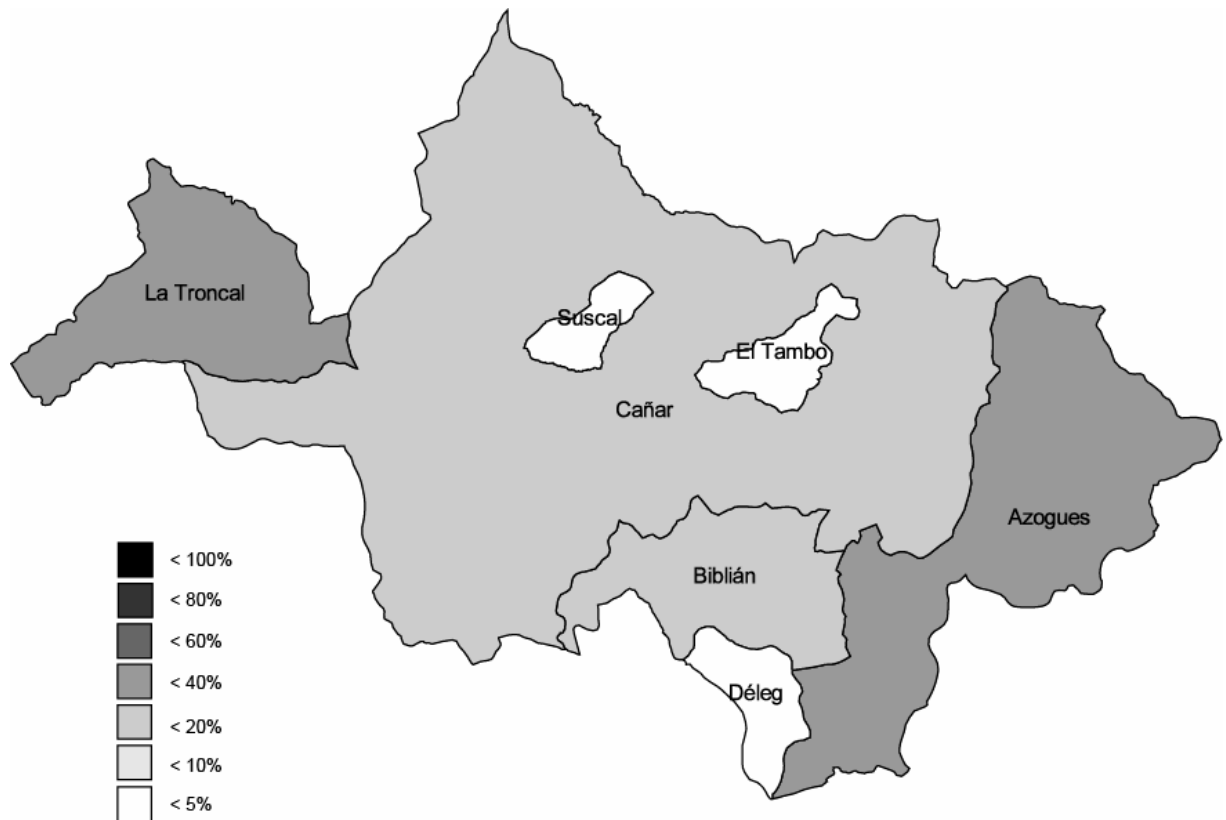 La Troncal
Suscal
El Tambo
Cañar
Azogues
Biblián
Déleg
< 100%
< 80%
< 60%
< 40%
< 20%
< 10%
< 5%